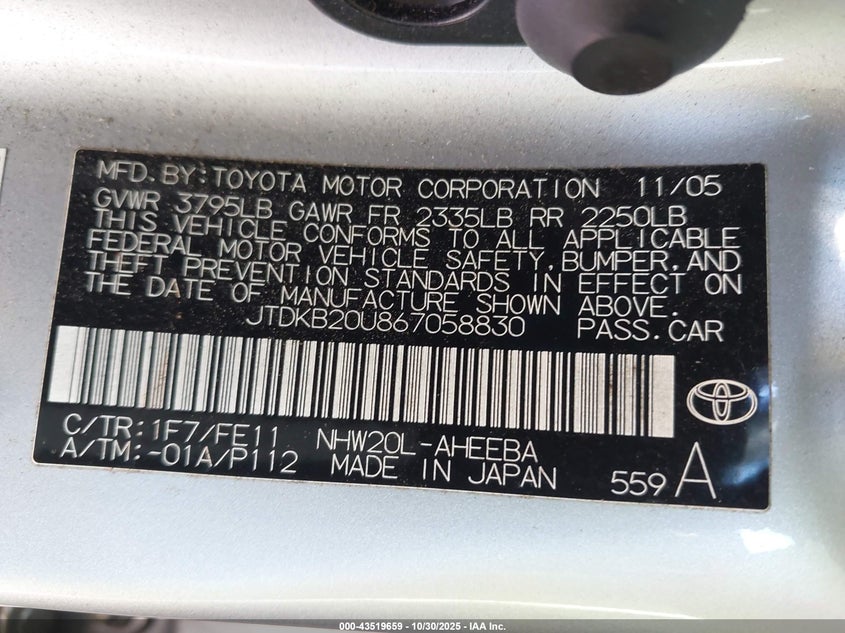 MFD. BY: TOYOTA MOTOR CORPORATION 11/05
GVWR 3795LB GAWR FR 2335LB RR 2250LB
THIS VEHICLE CONFORMS TO ALL APPLICABLE
FEDERAL MOTOR VEHICLE SAFETY, BUMPER, AND
THEFT PREVENTION STANDARDS IN EFFECT ON
THE DATE OF MANUFACTURE SHOWN ABOVE.
JTDKB20U867058830 PASS. CAR
C/TR: 1F7/FE11 NHW20L-AHEEBA
A/TM: -01A/P112 MADE IN JAPAN
559 A
000-43519659 | 10/30/2025 | IAA Inc.